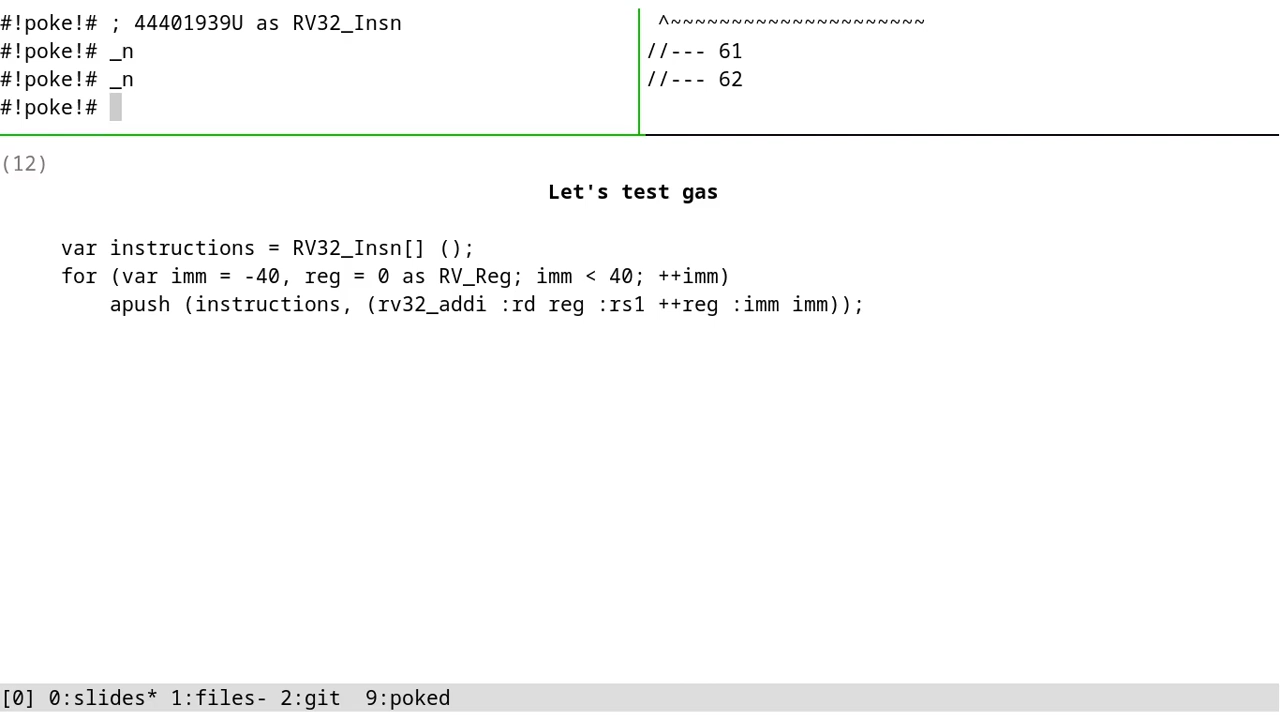 #!poke!# ; 44401939U as RV32_Insn
#!poke!# _n
#!poke!# _n
#!poke!#
^~~~~~~~~~~~~~~~~~~~~~
//--- 61
//--- 62
(12)
Let's test gas
var instructions = RV32_Insn[] ();
for (var imm = -40, reg = 0 as RV_Reg; imm < 40; ++imm)
apush (instructions, (rv32_addi :rd reg :rs1 ++reg :imm imm));
[0] 0:slides* 1:files- 2:git  9:poked